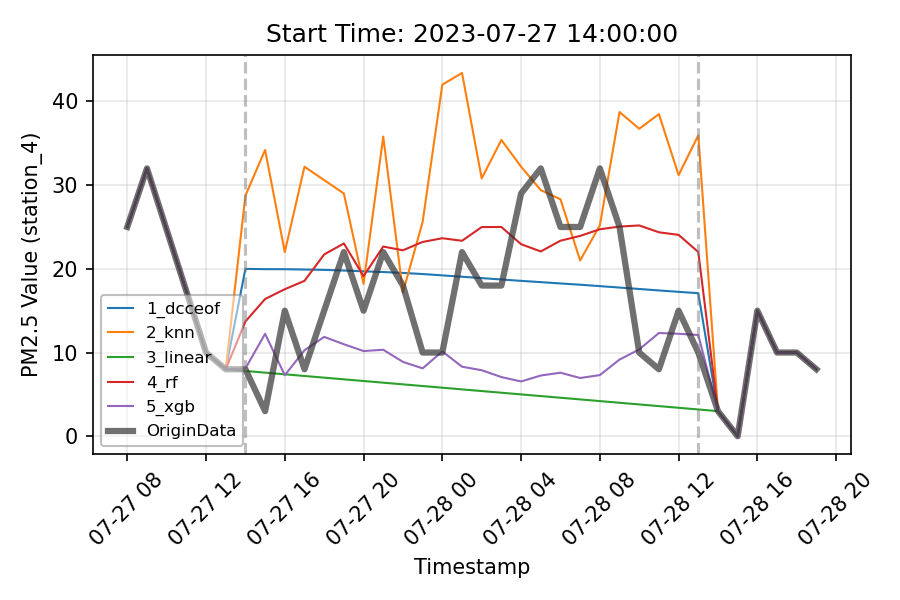 Start Time: 2023-07-27 14:00:00
PM2.5 Value (station_4)
40
30
20
10
0
1_dcceof
2_knn
3_linear
4_rf
5_xgb
OriginData
07-27 08
07-27 12
07-27 16
07-27 20
07-28 00
07-28 04
07-28 08
07-28 12
07-28 16
07-28 20
Timestamp